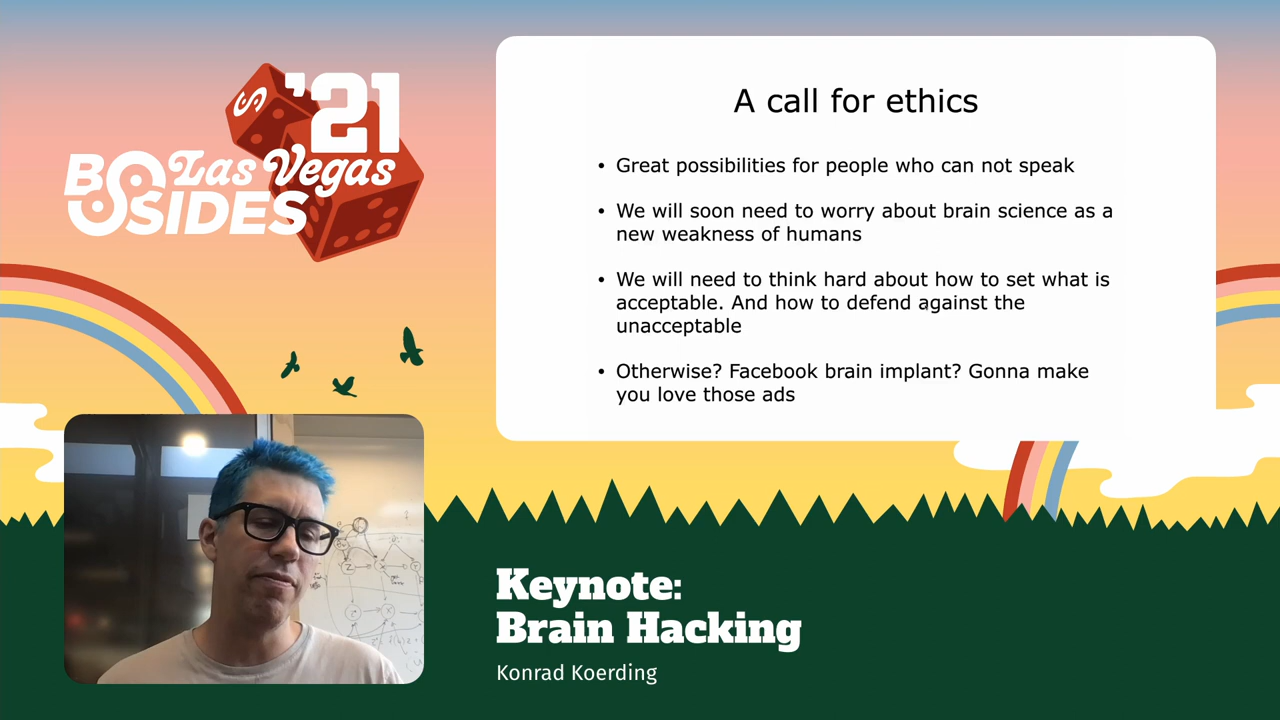 '21
BSIDES
Las Vegas
A call for ethics
• Great possibilities for people who can not speak
• We will soon need to worry about brain science as a
new weakness of humans
• We will need to think hard about how to set what is
acceptable. And how to defend against the
unacceptable
• Otherwise? Facebook brain implant? Gonna make
you love those ads
Keynote:
Brain Hacking
Konrad Koerding